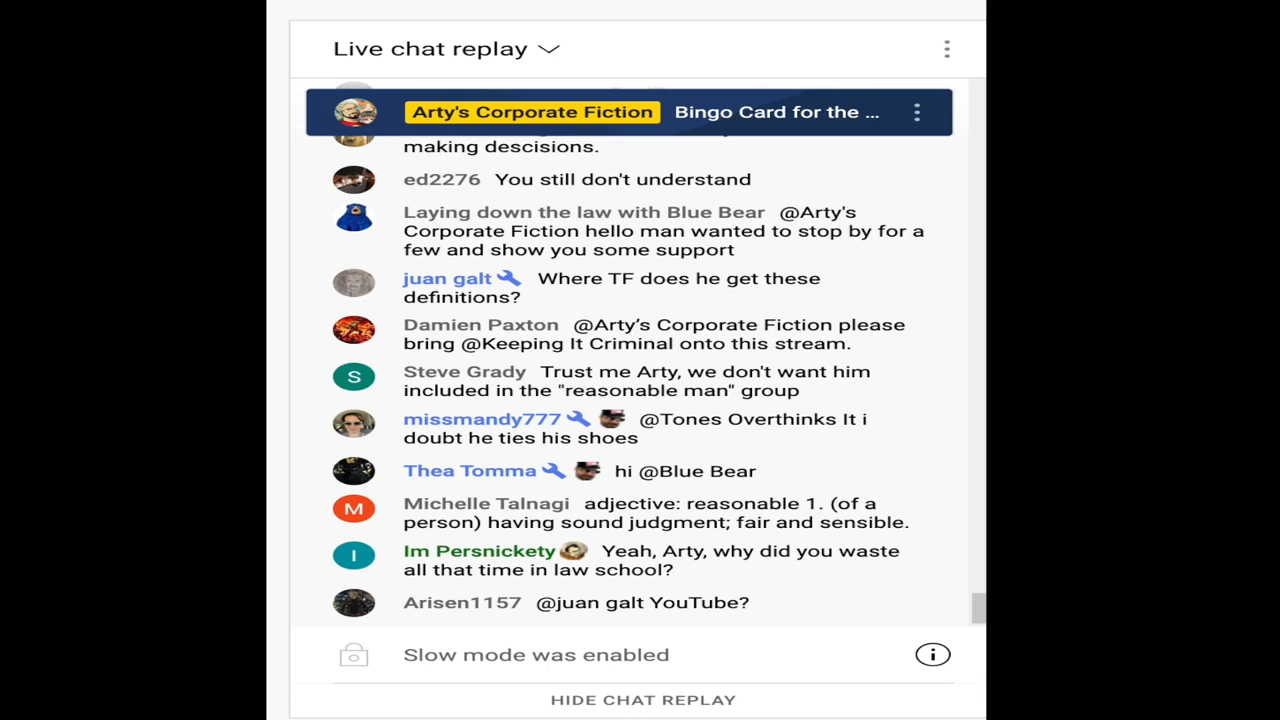 Live chat replay
Arty's Corporate Fiction Bingo Card for the ...
making descisions.
ed2276 You still don't understand
Laying down the law with Blue Bear @Arty's
Corporate Fiction hello man wanted to stop by for a
few and show you some support
juan galt Where TF does he get these
definitions?
Damien Paxton @Arty’s Corporate Fiction please
bring @Keeping It Criminal onto this stream.
S Steve Grady Trust me Arty, we don't want him
included in the "reasonable man" group
missmandy777 @Tones Overthinks It i
doubt he ties his shoes
Thea Tomma hi @Blue Bear
M Michelle Talnagi adjective: reasonable 1. (of a
person) having sound judgment; fair and sensible.
I Im Persnickety Yeah, Arty, why did you waste
all that time in law school?
Arisen1157 @juan galt YouTube?
Slow mode was enabled
HIDE CHAT REPLAY